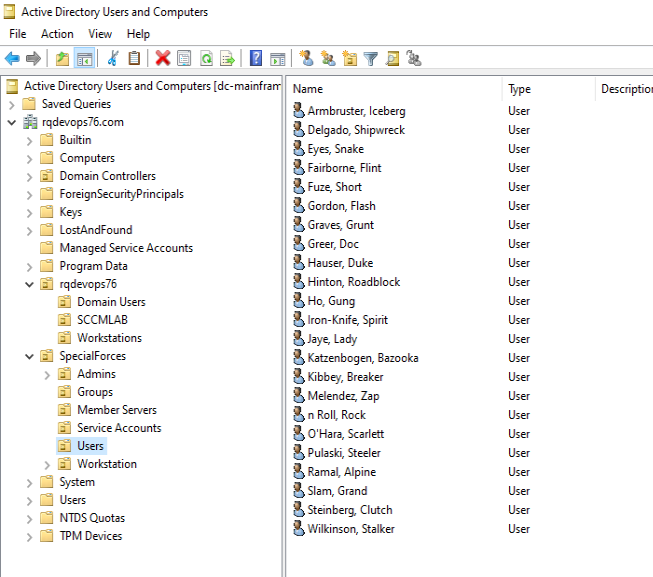 Active Directory Users and Computers
File Action View Help
Active Directory Users and Computers [dc-mainfram
Saved Queries
rqdevops76.com
Builtin
Computers
Domain Controllers
ForeignSecurityPrincipals
Keys
LostAndFound
Managed Service Accounts
Program Data
rqdevops76
Domain Users
SCCMLAB
Workstations
SpecialForces
Admins
Groups
Member Servers
Service Accounts
Users
Workstation
System
Users
NTDS Quotas
TPM Devices
Name Type Description
Armbruster, Iceberg User
Delgado, Shipwreck User
Eyes, Snake User
Fairborne, Flint User
Fuze, Short User
Gordon, Flash User
Graves, Grunt User
Greer, Doc User
Hauser, Duke User
Hinton, Roadblock User
Ho, Gung User
Iron-Knife, Spirit User
Jaye, Lady User
Katzenbogen, Bazooka User
Kibbey, Breaker User
Melendez, Zap User
n Roll, Rock User
O'Hara, Scarlett User
Pulaski, Steeler User
Ramal, Alpine User
Slam, Grand User
Steinberg, Clutch User
Wilkinson, Stalker User